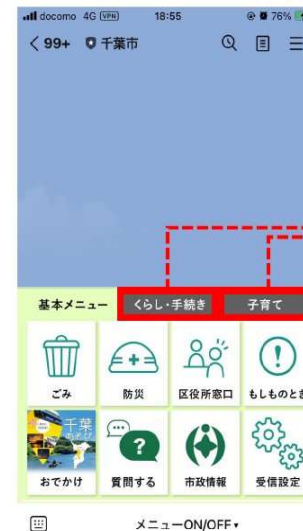 docomo 4G VPN 18:55 76%
99+ 千葉市
基本メニュー くらし・手続き 子育て
ごみ 防災 区役所窓口 もしものとき
千葉
おでかけ 質問する 市政情報 受信設定
メニューON/OFF▾